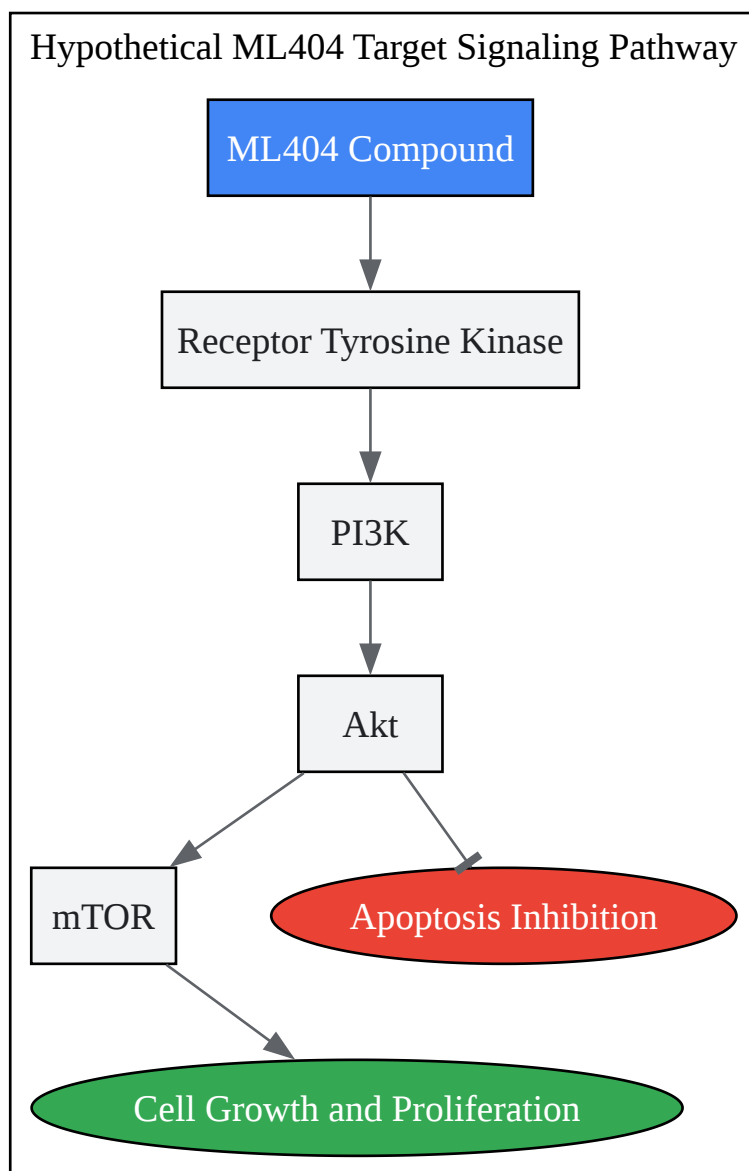 Hypothetical ML404 Target Signaling Pathway
ML404 Compound
Receptor Tyrosine Kinase
PI3K
Akt
mTOR
Apoptosis Inhibition
Cell Growth and Proliferation